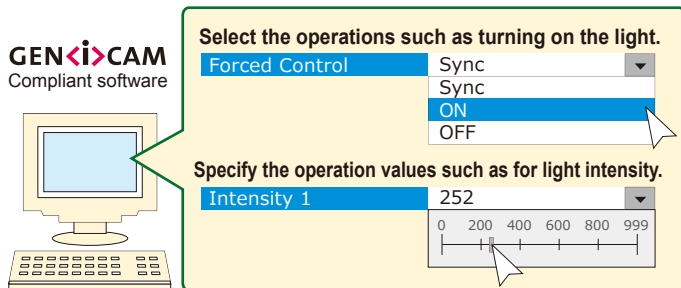 GEN<i>CAM
Compliant software
Select the operations such as turning on the light.
Forced Control
Sync
Sync
ON
OFF
Specify the operation values such as for light intensity.
Intensity 1
252
0 200 400 600 800 999